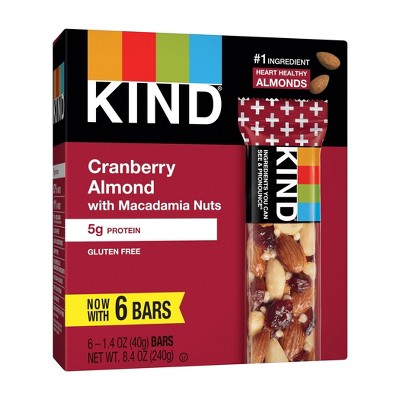 KIND®
#1 INGREDIENT
HEART HEALTHY
ALMONDS
Cranberry
Almond
with Macadamia Nuts
5g PROTEIN
GLUTEN FREE
NOW
WITH 6 BARS
6–1.4 OZ (40g) BARS
NET WT. 8.4 OZ (240g)
INGREDIENTS YOU CAN
SEE & PRONOUNCE®
KIND